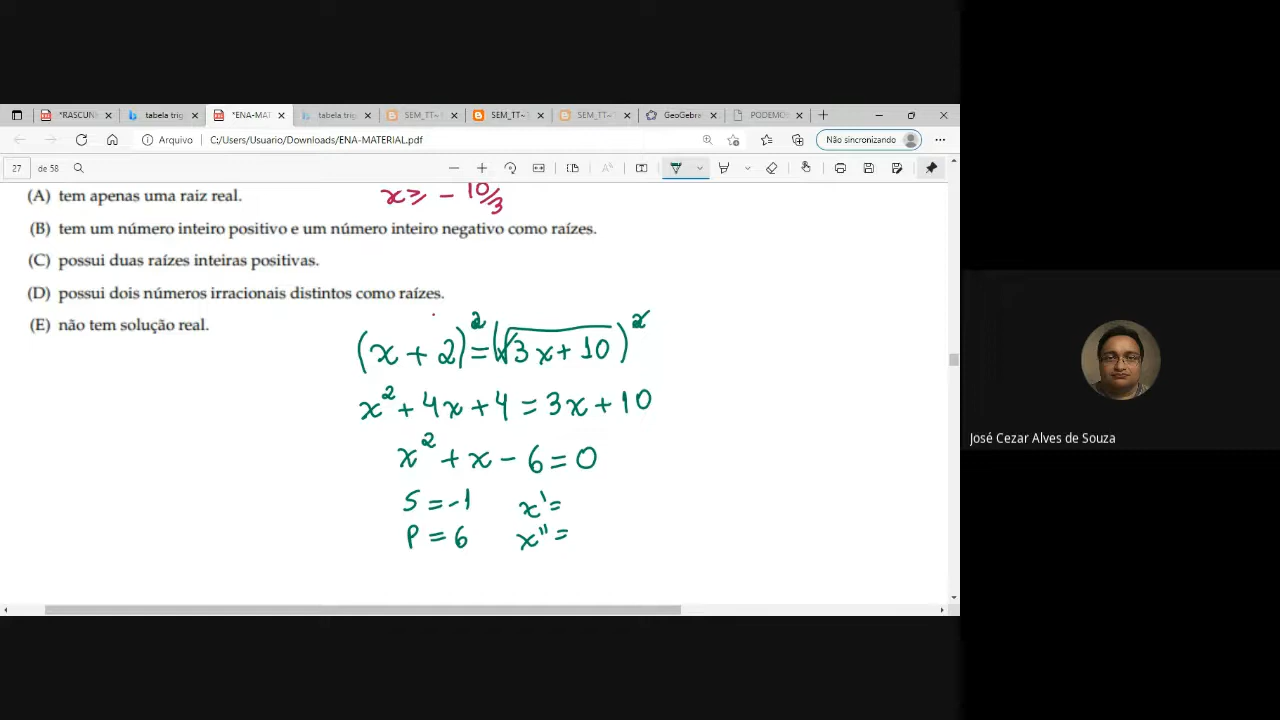 *RASCUN
tabela trig
*ENA-MAT
tabela trig
SEM_TT~
SEM_TT~
SEM_TT~
GeoGebra
PODEMOS
Arquivo C:/Users/Usuario/Downloads/ENA-MATERIAL.pdf
Não sincronizando
27 de 58
(A) tem apenas uma raiz real.
x ≥ - 10/3
(B) tem um número inteiro positivo e um número inteiro negativo como raízes.
(C) possui duas raízes inteiras positivas.
(D) possui dois números irracionais distintos como raízes.
(E) não tem solução real.
(x + 2)² = (√3x + 10)²
x² + 4x + 4 = 3x + 10
x² + x - 6 = 0
S = -1 x' =
P = 6 x'' =
José Cezar Alves de Souza